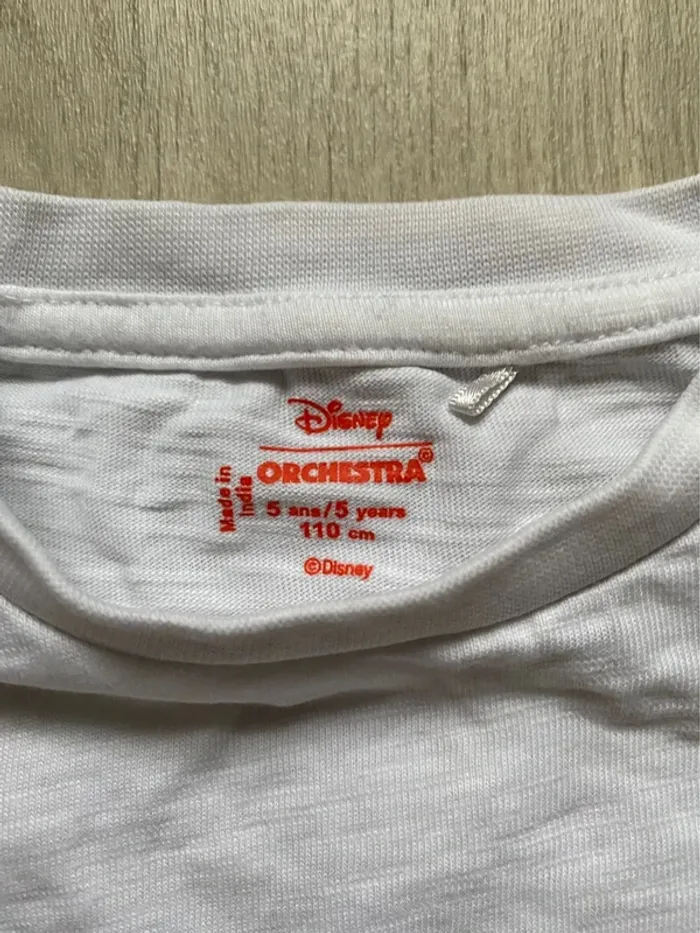 Disney
ORCHESTRA©
Made in
India
5 ans/5 years
110 cm
©Disney